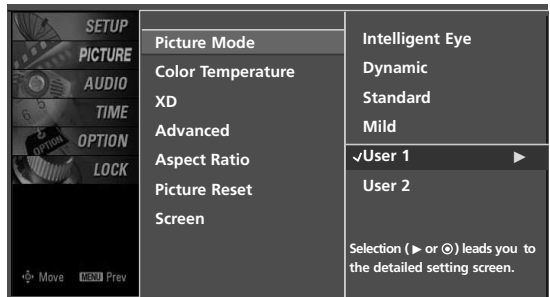 SETUP
PICTURE
AUDIO
TIME
OPTION
LOCK
Move MENU Prev
Picture Mode
Color Temperature
XD
Advanced
Aspect Ratio
Picture Reset
Screen
Intelligent Eye
Dynamic
Standard
Mild
✓User 1 ▶
User 2
Selection ( ▶ or ⊙ ) leads you to
the detailed setting screen.
6
OPTION